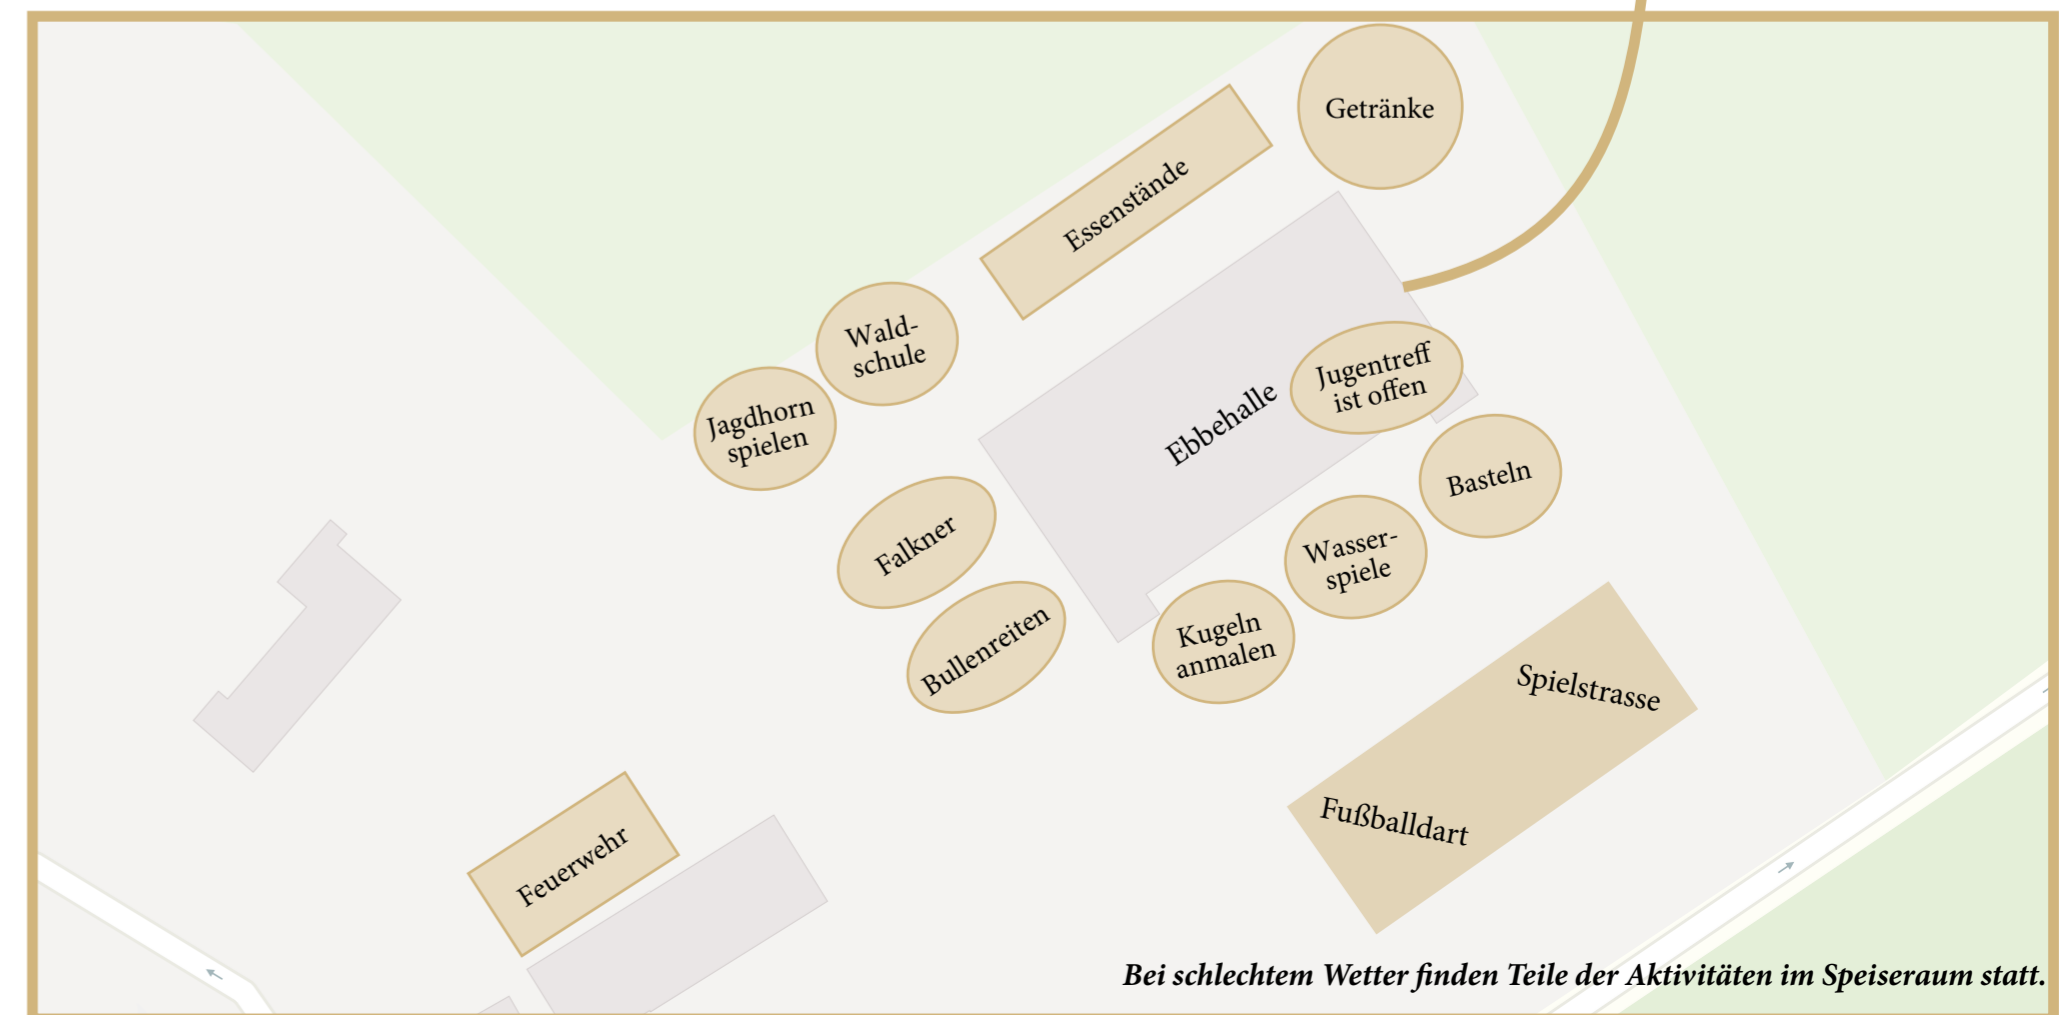 Getränke
Essenstände
Wald-
schule
Jagdhorn
spielen
Jugentreff
ist offen
Ebbehalle
Basteln
Falkner
Wasser-
spiele
Bullenreiten
Kugeln
anmalen
Spielstrasse
Fußballdart
Feuerwehr
Bei schlechtem Wetter finden Teile der Aktivitäten im Speiseraum statt.